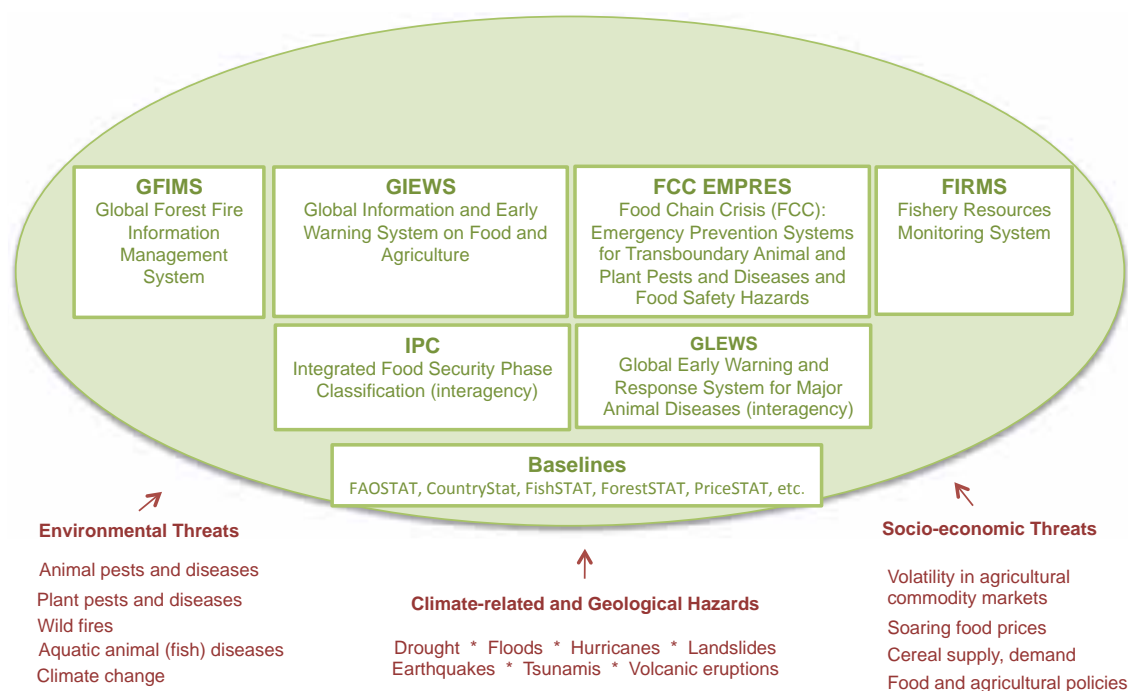 GFIMS
Global Forest Fire
Information
Management
System
GIEWS
Global Information and Early
Warning System on Food and
Agriculture
FCC EMPRES
Food Chain Crisis (FCC):
Emergency Prevention Systems
for Transboundary Animal and
Plant Pests and Diseases and
Food Safety Hazards
FIRMS
Fishery Resources
Monitoring System
IPC
Integrated Food Security Phase
Classification (interagency)
GLEWS
Global Early Warning and
Response System for Major
Animal Diseases (interagency)
Baselines
FAOSTAT, CountryStat, FishSTAT, ForestSTAT, PriceSTAT, etc.
Environmental Threats
Animal pests and diseases
Plant pests and diseases
Wild fires
Aquatic animal (fish) diseases
Climate change
Climate-related and Geological Hazards
Drought * Floods * Hurricanes * Landslides
Earthquakes * Tsunamis * Volcanic eruptions
Socio-economic Threats
Volatility in agricultural
commodity markets
Soaring food prices
Cereal supply, demand
Food and agricultural policies